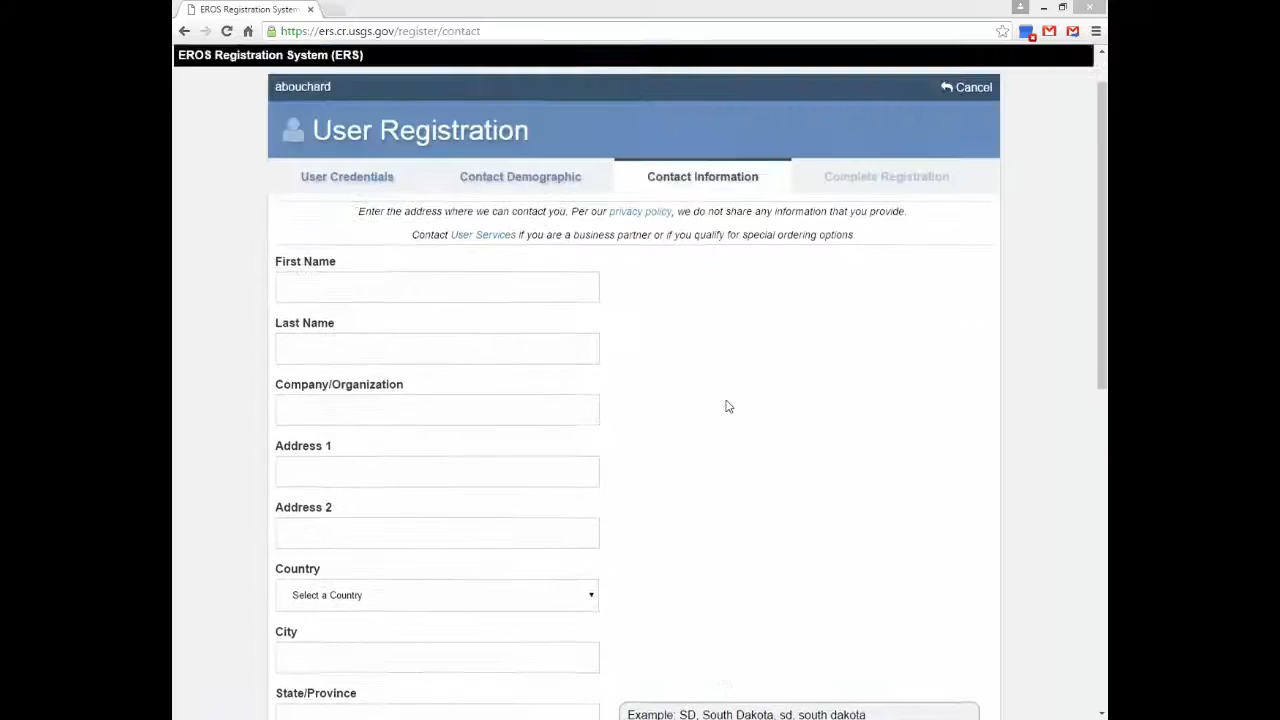 EROS Registration System
https://ers.cr.usgs.gov/register/contact
EROS Registration System (ERS)
abouchard
Cancel
User Registration
User Credentials
Contact Demographic
Contact Information
Complete Registration
Enter the address where we can contact you. Per our privacy policy, we do not share any information that you provide.
Contact User Services if you are a business partner or if you qualify for special ordering options.
First Name
Last Name
Company/Organization
Address 1
Address 2
Country
Select a Country
City
State/Province
Example: SD, South Dakota, sd, south dakota